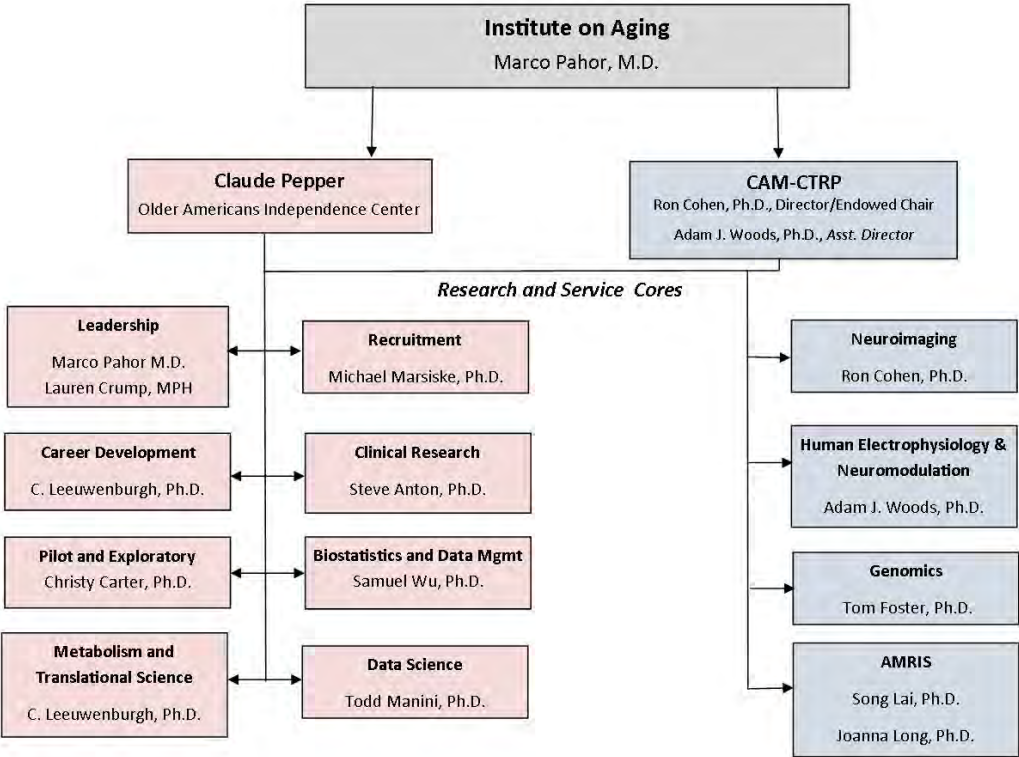 Institute on Aging
Marco Pahor, M.D.
Claude Pepper
Older Americans Independence Center
CAM-CTRP
Ron Cohen, Ph.D., Director/Endowed Chair
Adam J. Woods, Ph.D., Asst. Director
Research and Service Cores
Leadership
Marco Pahor M.D.
Lauren Crump, MPH
Recruitment
Michael Marsiske, Ph.D.
Neuroimaging
Ron Cohen, Ph.D.
Career Development
C. Leeuwenburgh, Ph.D.
Clinical Research
Steve Anton, Ph.D.
Human Electrophysiology &
Neuromodulation
Adam J. Woods, Ph.D.
Pilot and Exploratory
Christy Carter, Ph.D.
Biostatistics and Data Mgmt
Samuel Wu, Ph.D.
Genomics
Tom Foster, Ph.D.
Metabolism and
Translational Science
C. Leeuwenburgh, Ph.D.
Data Science
Todd Manini, Ph.D.
AMRIS
Song Lai, Ph.D.
Joanna Long, Ph.D.